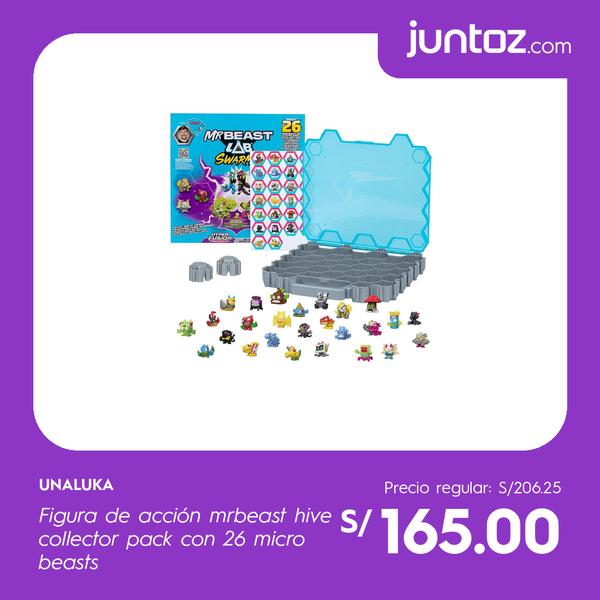 juntoz.com
MRBEAST
LAB
SWARMS
26
UNALUKA
Precio regular: S/206.25
Figura de acción mrbeast hive
collector pack con 26 micro
beasts
S/165.00